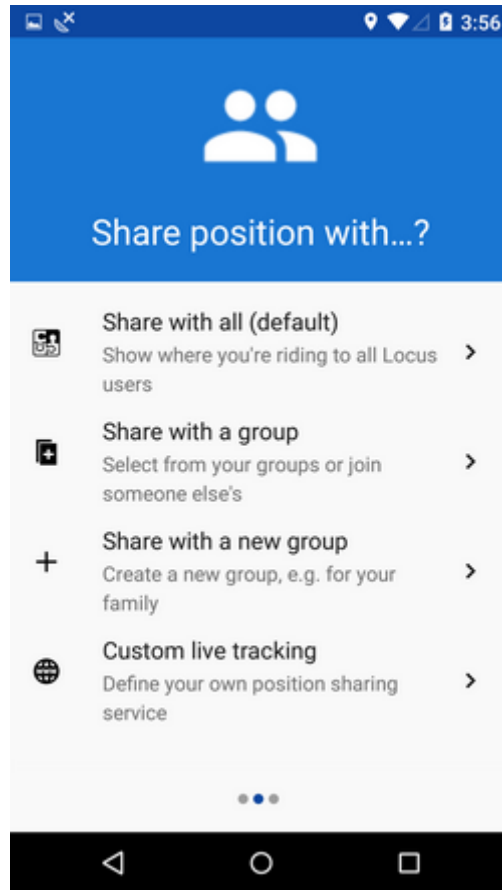 3:56
Share position with...?
Share with all (default)
Show where you're riding to all Locus
users
Share with a group
Select from your groups or join
someone else's
Share with a new group
Create a new group, e.g. for your
family
Custom live tracking
Define your own position sharing
service